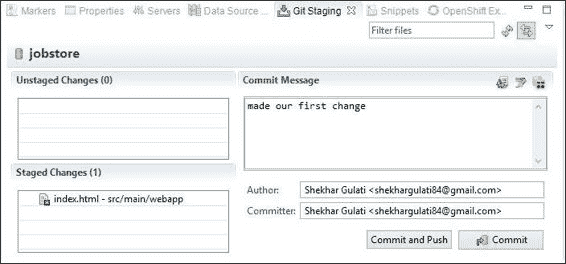 Markers Properties Servers Data Source ... Git Staging Snippets OpenShift Ex...
Filter files
jobstore
Unstaged Changes (0)
Commit Message
made our first change
Staged Changes (1)
index.html - src/main/webapp
Author: Shekhar Gulati <shekhargulati84@gmail.com>
Committer: Shekhar Gulati <shekhargulati84@gmail.com>
Commit and Push Commit